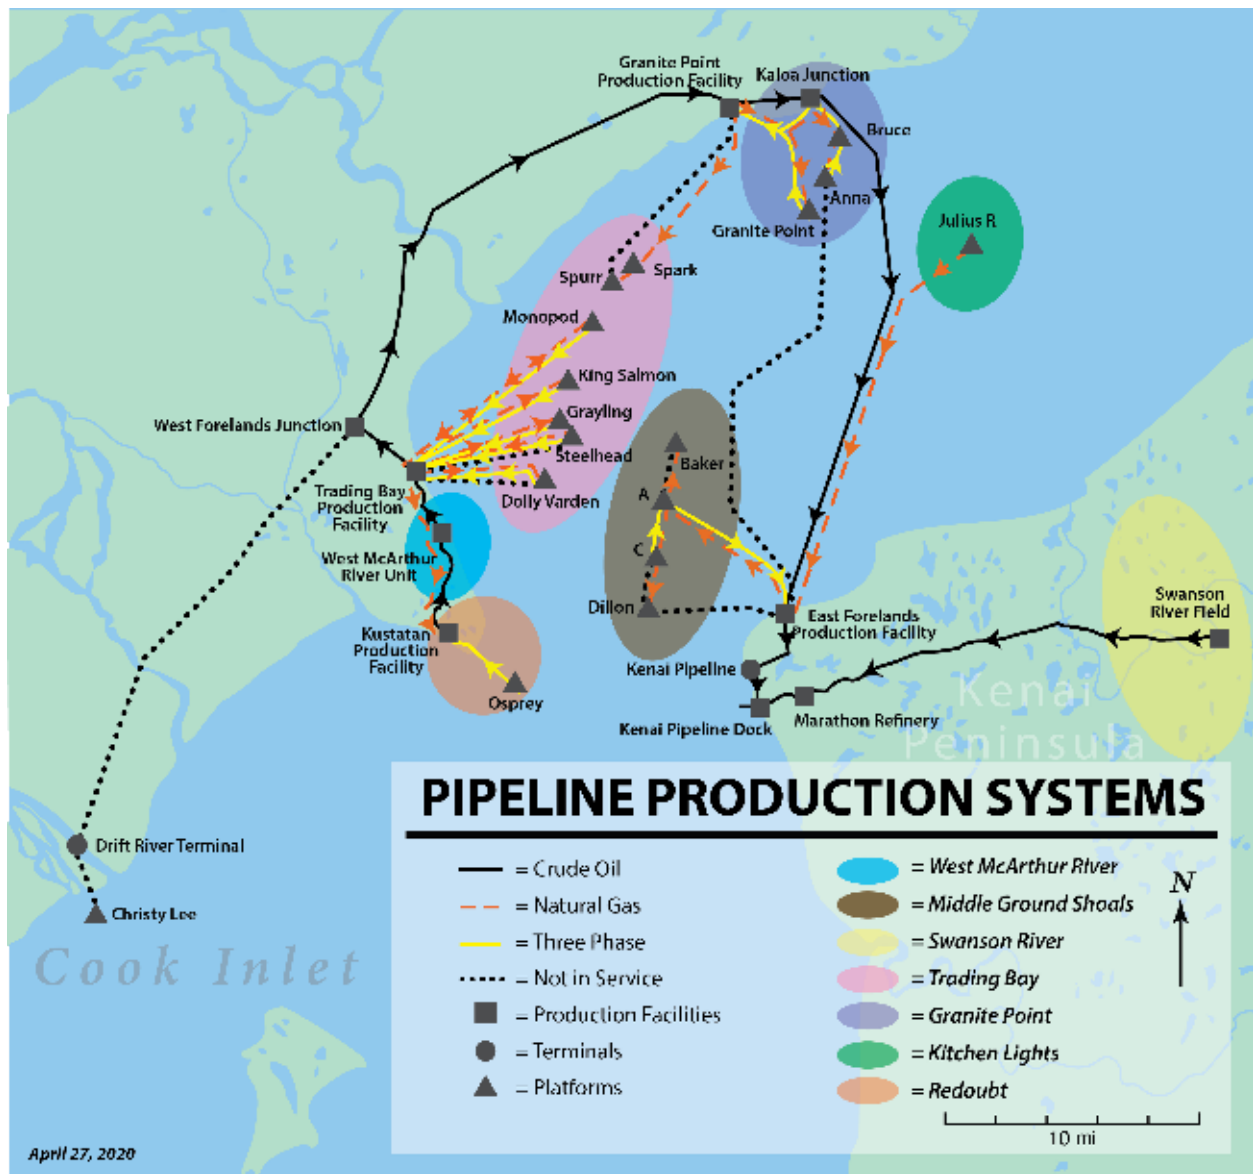 Granite Point
Production Facility
Kaloa Junction
Bruce
Anna
Granite Point
Julius R
Spurr
Spark
Monopod
King Salmon
Grayling
Steelhead
Dolly Varden
West Forelands Junction
Trading Bay
Production
Facility
Baker
A
C
Dillon
West McArthur
River Unit
Kustatan
Production
Facility
Osprey
East Forelands
Production Facility
Swanson
River Field
Kenai Pipeline
Kenai Pipeline Dock
Marathon Refinery
Kenai
Peninsula
Drift River Terminal
Christy Lee
Cook Inlet
PIPELINE PRODUCTION SYSTEMS
= Crude Oil
= Natural Gas
= Three Phase
= Not in Service
= Production Facilities
= Terminals
= Platforms
= West McArthur River
= Middle Ground Shoals
= Swanson River
= Trading Bay
= Granite Point
= Kitchen Lights
= Redoubt
N
10 mi
April 27, 2020